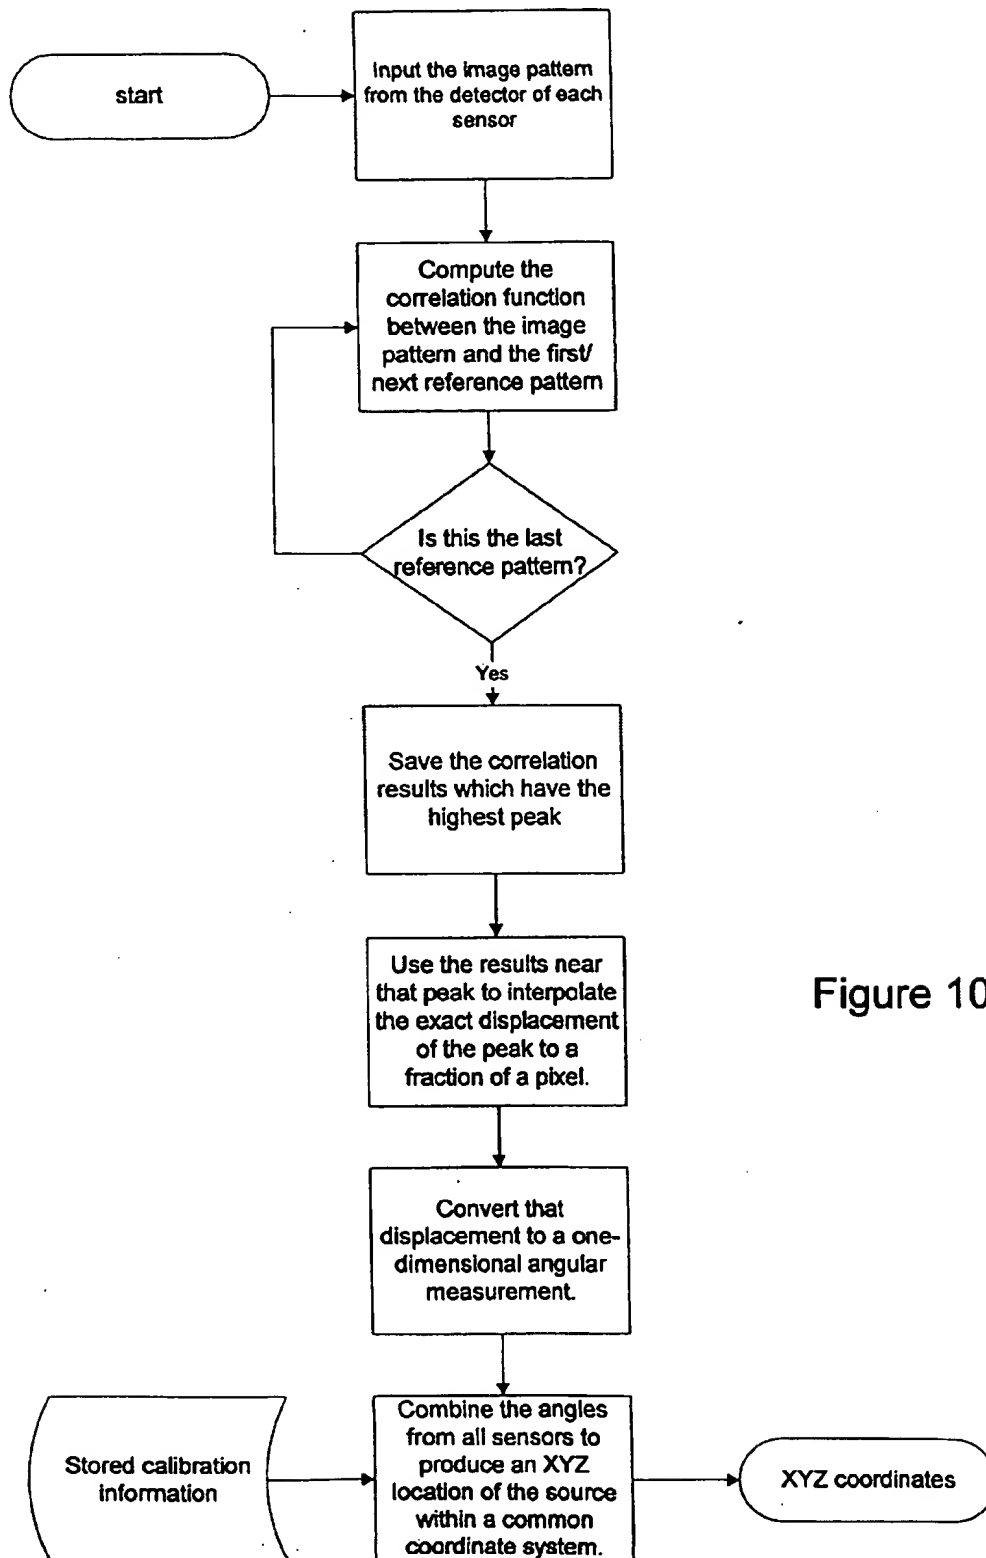 start
Input the image pattern
from the detector of each
sensor
Compute the
correlation function
between the image
pattern and the first/
next reference pattern
Is this the last
reference pattern?
Yes
Save the correlation
results which have the
highest peak
Use the results near
that peak to interpolate
the exact displacement
of the peak to a
fraction of a pixel.
Figure 10
Convert that
displacement to a one-
dimensional angular
measurement.
Stored calibration
information
Combine the angles
from all sensors to
produce an XYZ
location of the source
within a common
coordinate system.
XYZ coordinates